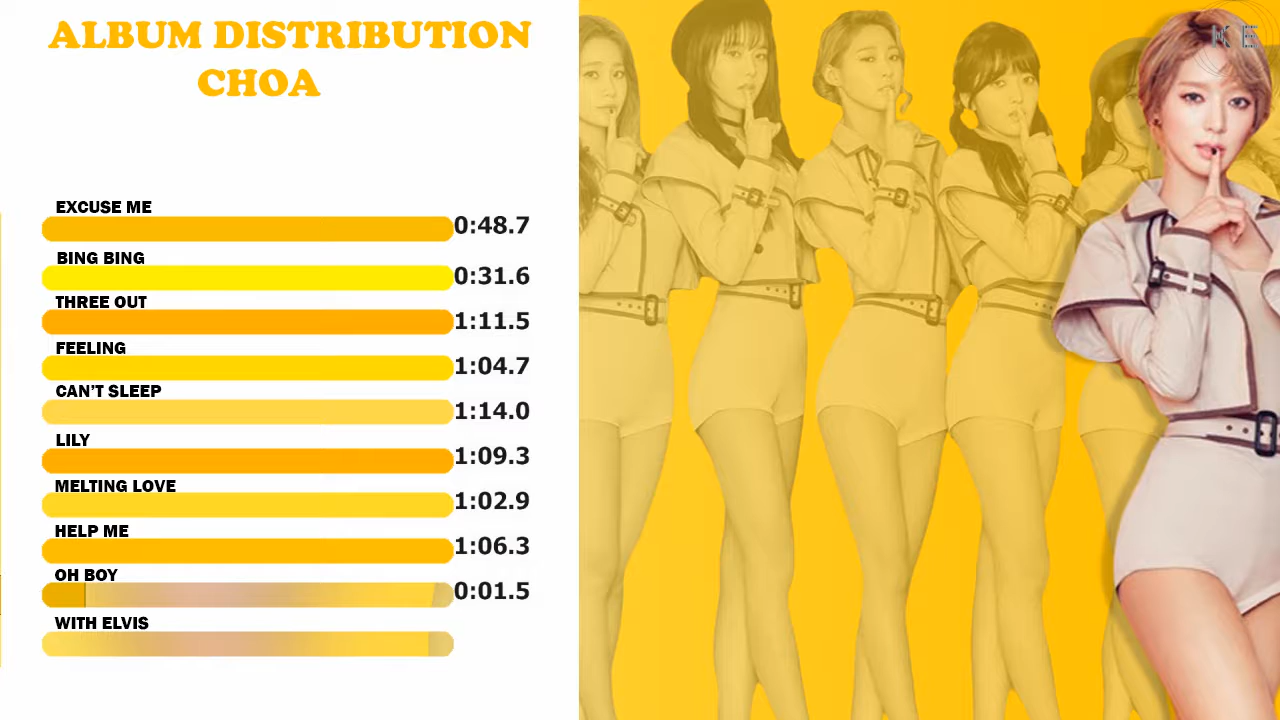 ALBUM DISTRIBUTION
CHOA
EXCUSE ME
0:48.7
BING BING
0:31.6
THREE OUT
1:11.5
FEELING
1:04.7
CAN'T SLEEP
1:14.0
LILY
1:09.3
MELTING LOVE
1:02.9
HELP ME
1:06.3
OH BOY
0:01.5
WITH ELVIS